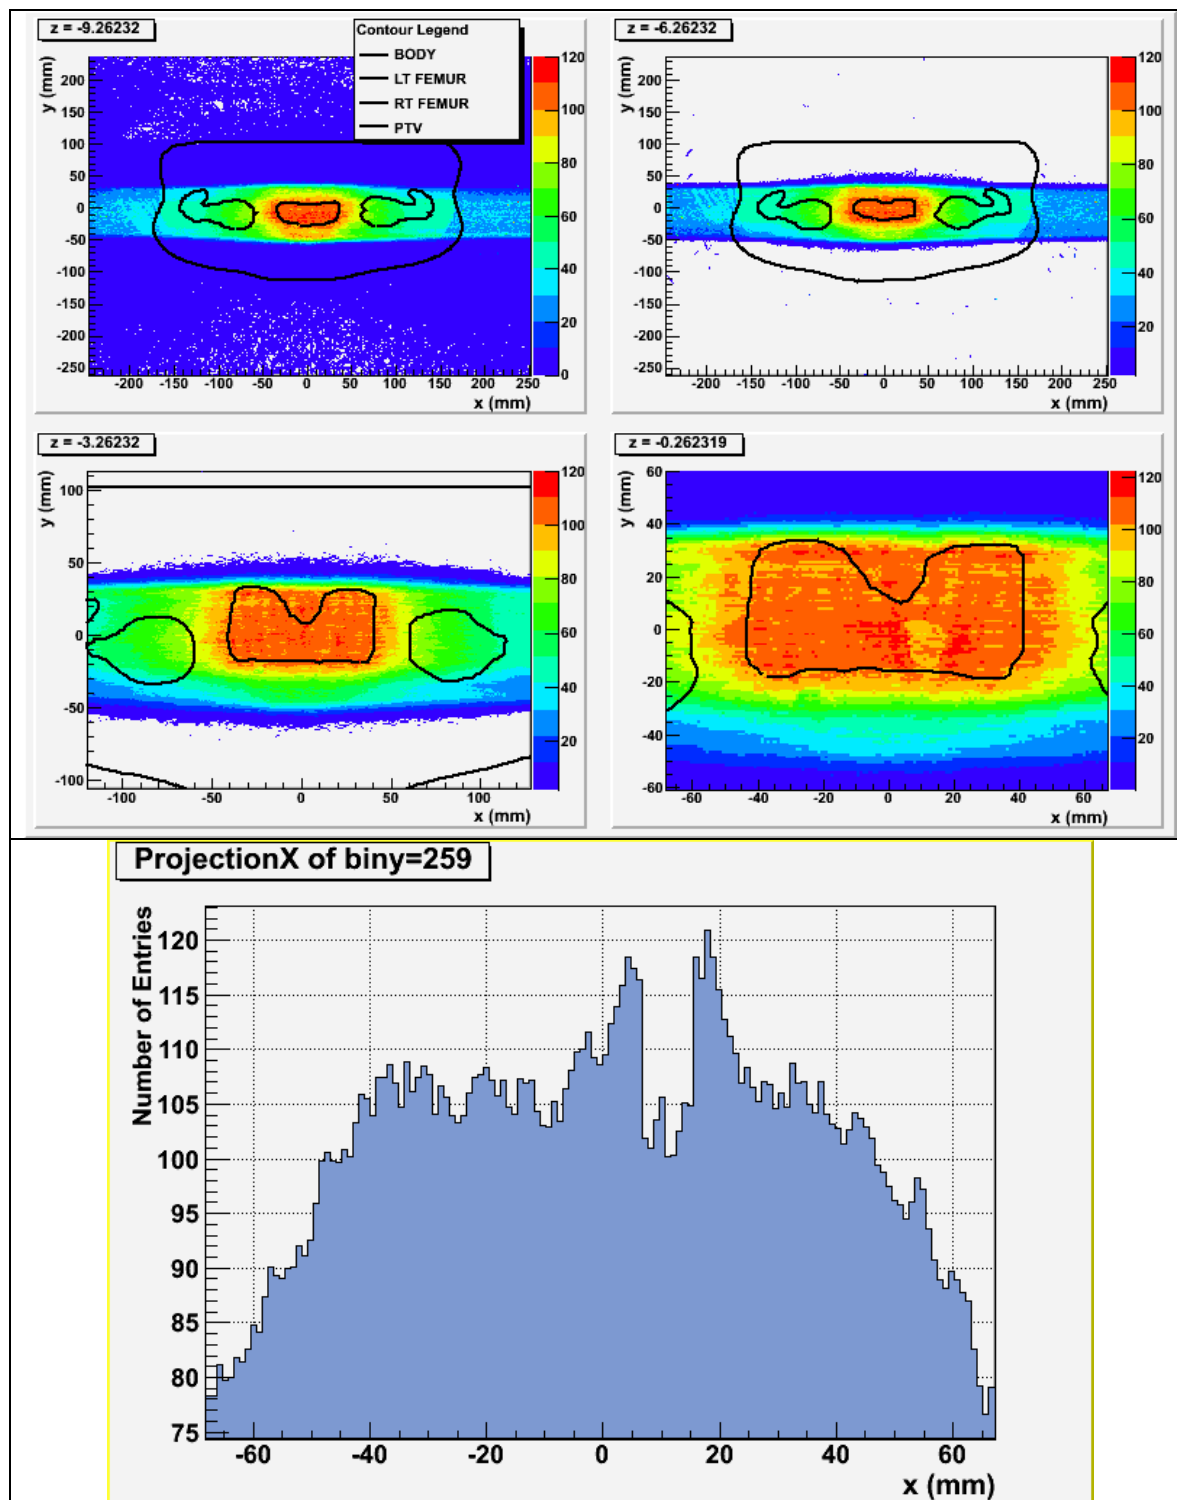 z = -9.26232
Contour Legend
BODY
LT FEMUR
RT FEMUR
PTV
y (mm)
200
150
100
50
0
-50
-100
-150
-200
-250
-200 -150 -100 -50 0 50 100 150 200 250
x (mm)
120
100
80
60
40
20
0
z = -6.26232
y (mm)
200
150
100
50
0
-50
-100
-150
-200
-250
-200 -150 -100 -50 0 50 100 150 200 250
x (mm)
120
100
80
60
40
20
z = -3.26232
y (mm)
100
50
0
-50
-100
-100 -50 0 50 100
x (mm)
120
100
80
60
40
20
z = -0.262319
y (mm)
60
40
20
0
-20
-40
-60
-60 -40 -20 0 20 40 60
x (mm)
120
100
80
60
40
20
ProjectionX of biny=259
Number of Entries
120
115
110
105
100
95
90
85
80
75
-60 -40 -20 0 20 40 60
x (mm)